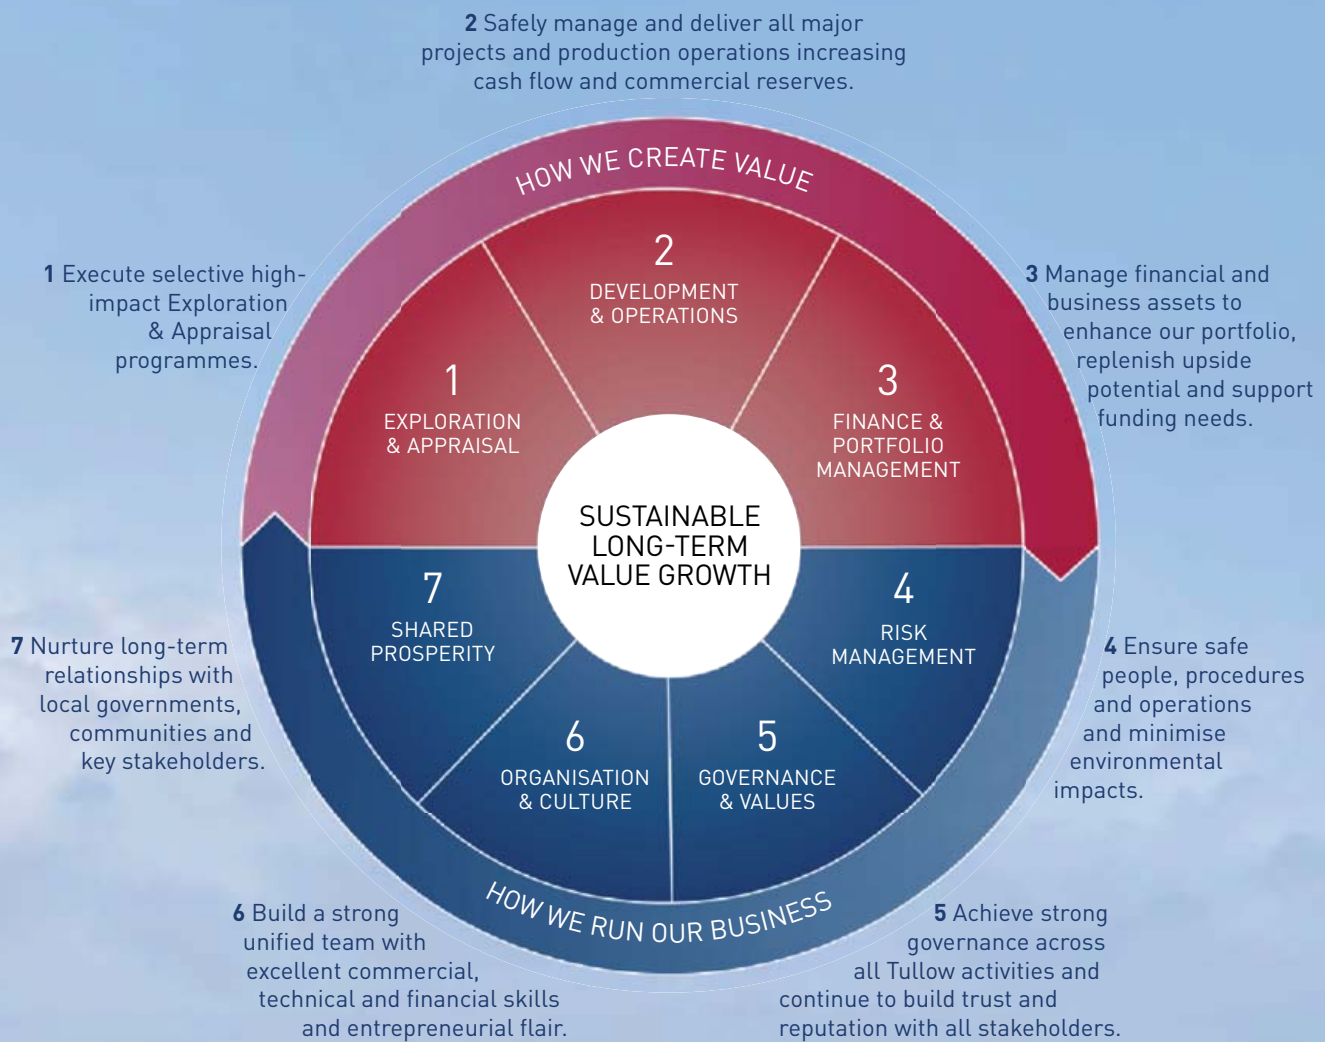 2 Safely manage and deliver all major
projects and production operations increasing
cash flow and commercial reserves.
HOW WE CREATE VALUE
1 Execute selective high-
impact Exploration
& Appraisal
programmes.
2
DEVELOPMENT
& OPERATIONS
3 Manage financial and
business assets to
enhance our portfolio,
replenish upside
potential and support
funding needs.
1
EXPLORATION
& APPRAISAL
3
FINANCE &
PORTFOLIO
MANAGEMENT
SUSTAINABLE
LONG-TERM
VALUE GROWTH
7
SHARED
PROSPERITY
4
RISK
MANAGEMENT
7 Nurture long-term
relationships with
local governments,
communities and
key stakeholders.
4 Ensure safe
people, procedures
and operations
and minimise
environmental
impacts.
6
ORGANISATION
& CULTURE
5
GOVERNANCE
& VALUES
HOW WE RUN OUR BUSINESS
6 Build a strong
unified team with
excellent commercial,
technical and financial skills
and entrepreneurial flair.
5 Achieve strong
governance across
all Tullow activities and
continue to build trust and
reputation with all stakeholders.